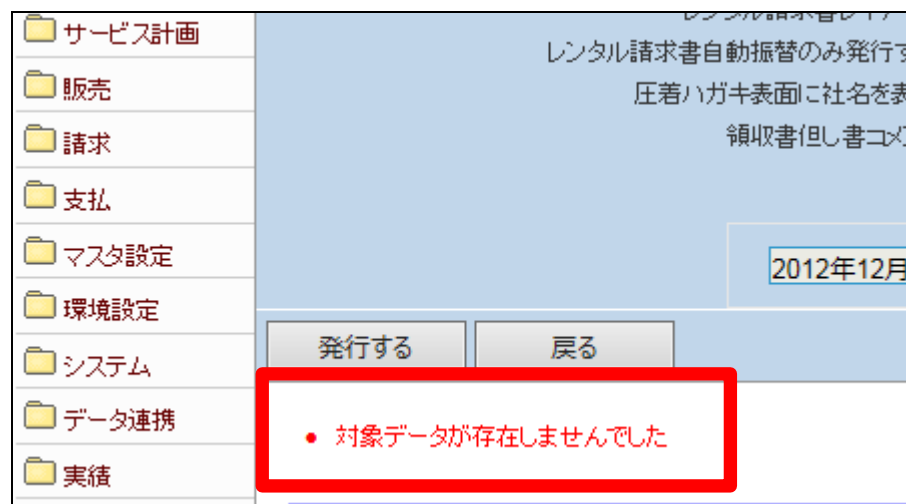 サービス計画
販売
請求
支払
マスタ設定
環境設定
システム
データ連携
実績
レンタル請求書自動振替のみ発行す
圧着ハガキ表面に社名を表
領収書但し書コメ
2012年12月
発行する
戻る
対象データが存在しませんでした